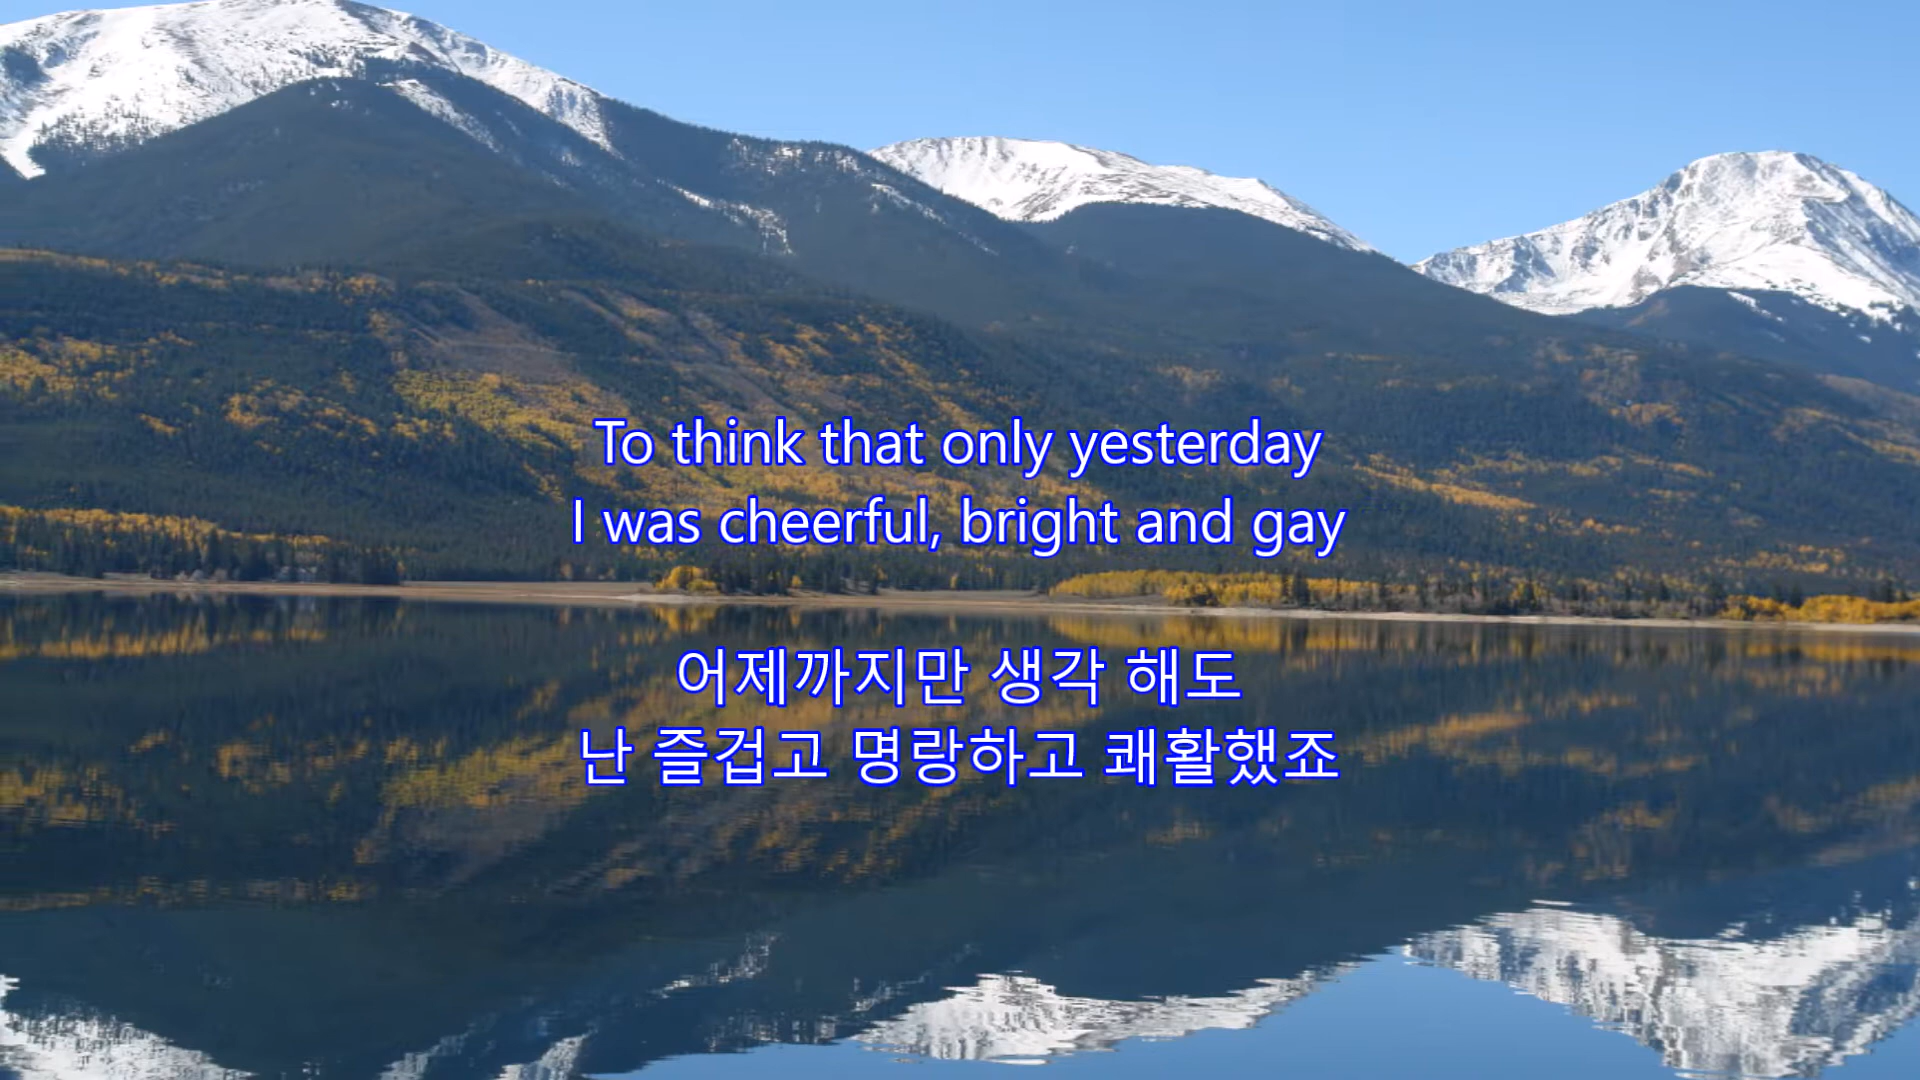 To think that only yesterday
I was cheerful, bright and gay
어제까지만 생각 해도
난 즐겁고 명랑하고 쾌활했죠